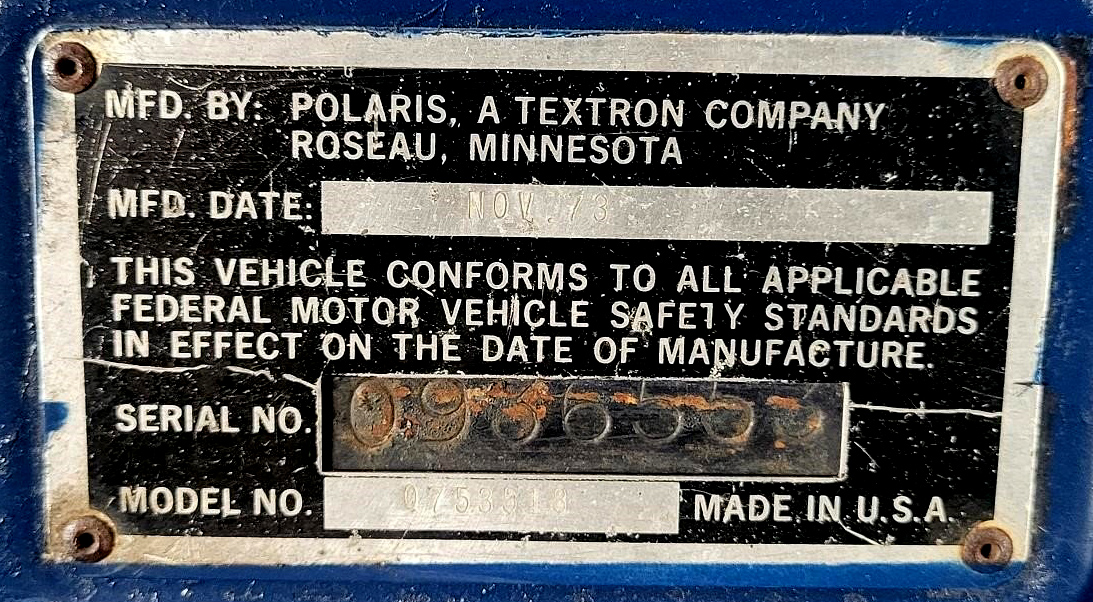 MFD. BY: POLARIS, A TEXTRON COMPANY
ROSEAU, MINNESOTA
MFD. DATE: NOV. 73
THIS VEHICLE CONFORMS TO ALL APPLICABLE
FEDERAL MOTOR VEHICLE SAFETY STANDARDS
IN EFFECT ON THE DATE OF MANUFACTURE.
SERIAL NO.
MODEL NO. MADE IN U.S.A.